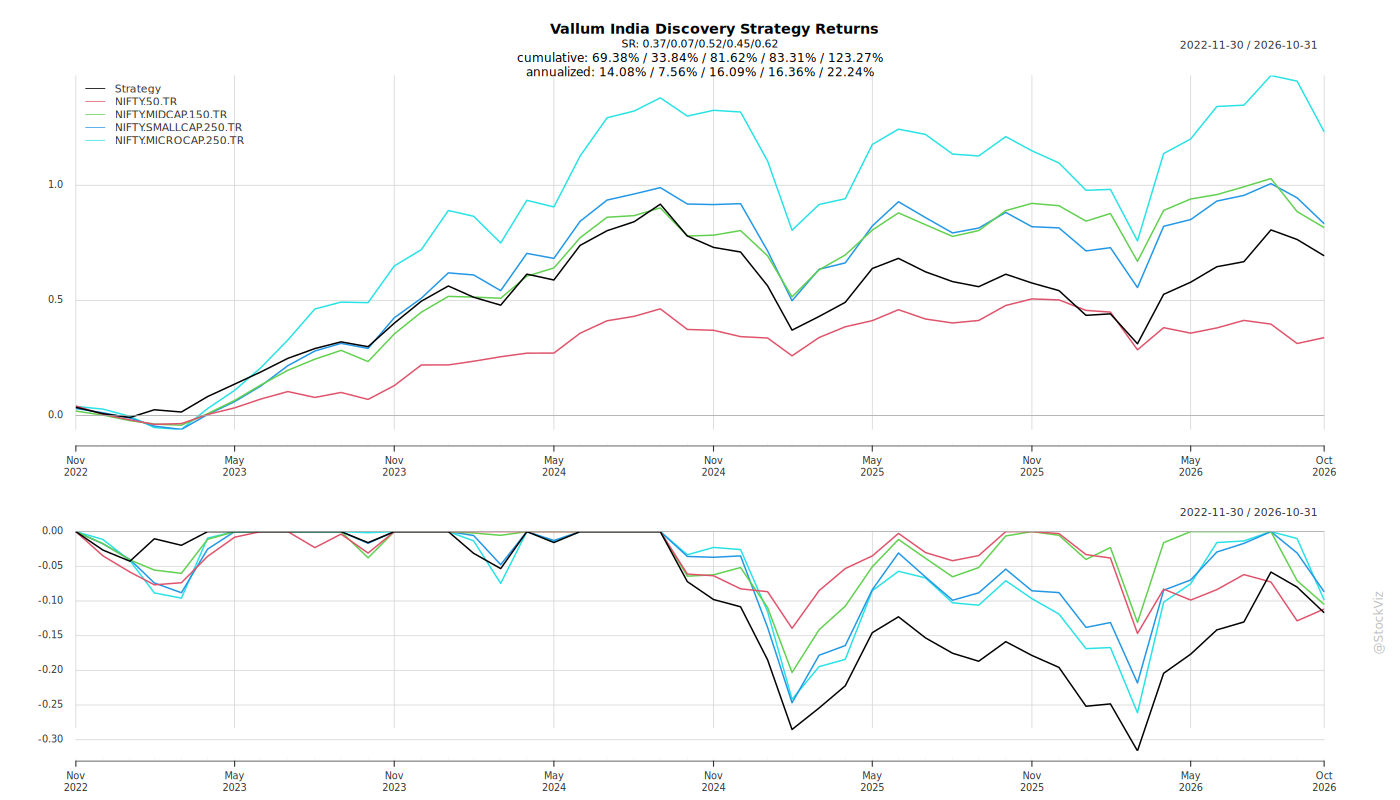 Vallum India Discovery Strategy Returns
SR: 0.37/0.07/0.52/0.45/0.62
2022-11-30 / 2026-10-31
cumulative: 69.38% / 33.84% / 81.62% / 83.31% / 123.27%
annualized: 14.08% / 7.56% / 16.09% / 16.36% / 22.24%
Strategy
NIFTY.50.TR
NIFTY.MIDCAP.150.TR
NIFTY.SMALLCAP.250.TR
NIFTY.MICROCAP.250.TR
1.0
0.5
0.0
Nov May Nov May Nov May Nov May Oct
2022 2023 2023 2024 2024 2025 2025 2026 2026
2022-11-30 / 2026-10-31
0.00
-0.05
-0.10
-0.15
-0.20
-0.25
-0.30
Nov May Nov May Nov May Nov May Oct
2022 2023 2023 2024 2024 2025 2025 2026 2026
@StockViz